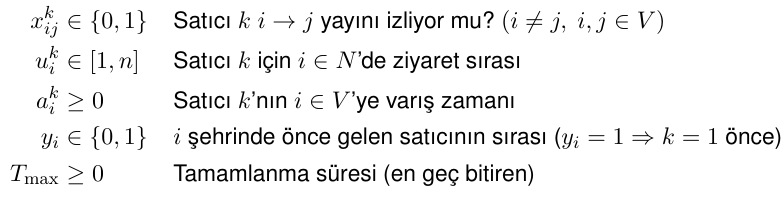 x_{ij}^k ∈ {0, 1} Satıcı k i → j yayını izliyor mu? (i ≠ j, i, j ∈ V)
u_i^k ∈ [1, n] Satıcı k için i ∈ N'de ziyaret sırası
a_i^k ≥ 0 Satıcı k'nın i ∈ V'ye varış zamanı
y_i ∈ {0, 1} i şehrinde önce gelen satıcının sırası (y_i = 1 ⇒ k = 1 önce)
T_max ≥ 0 Tamamlanma süresi (en geç bitiren)